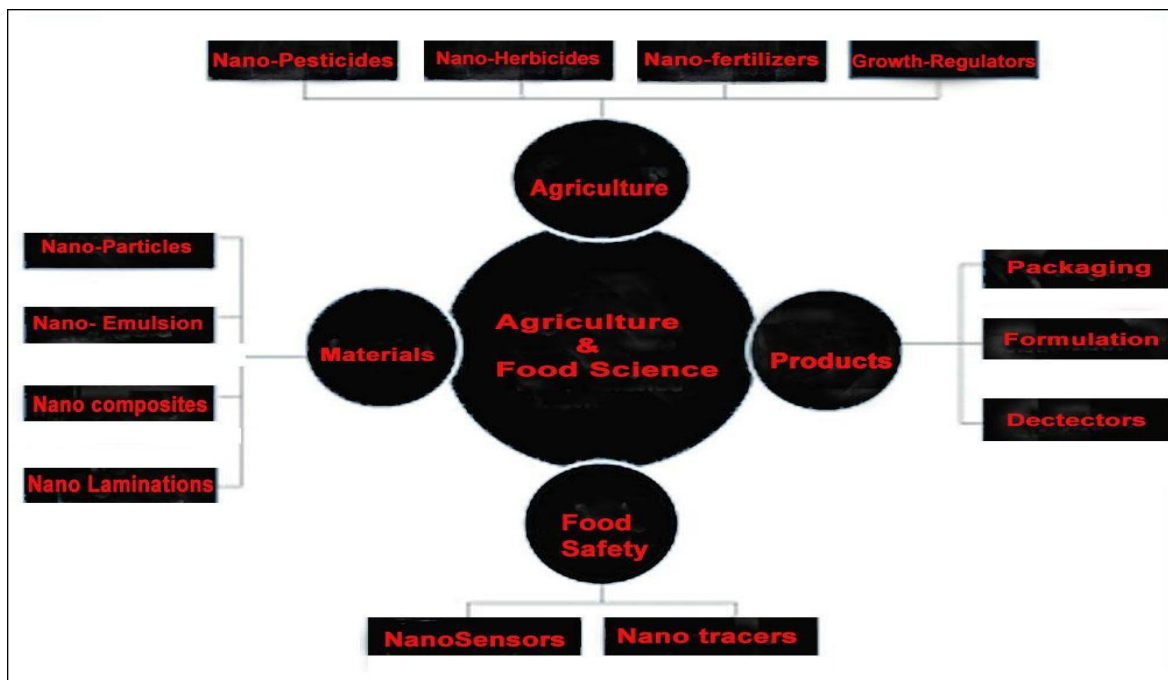 Nano-Pesticides
Nano-Herbicides
Nano-fertilizers
Growth-Regulators
Agriculture
Nano-Particles
Nano- Emulsion
Nano composites
Nano Laminations
Materials
Agriculture
&
Food Science
Products
Packaging
Formulation
Dectectors
Food
Safety
NanoSensors
Nano tracers